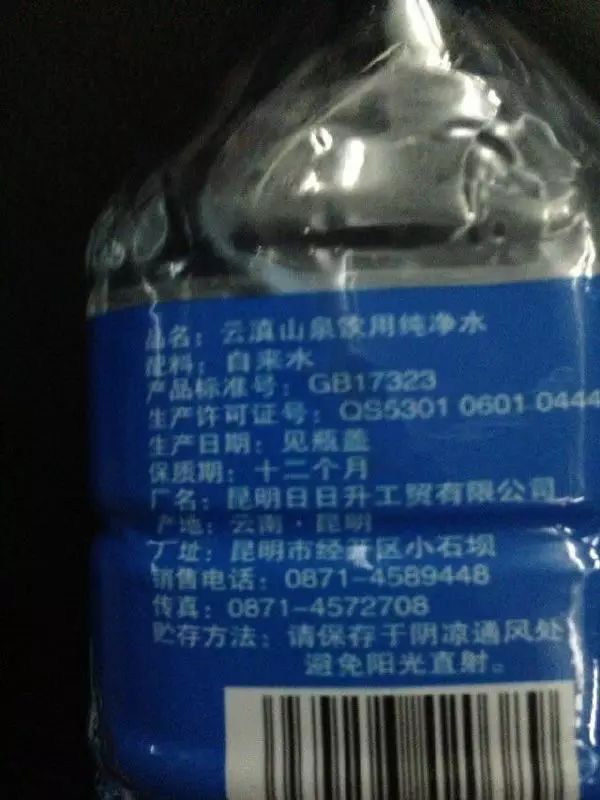 品名：云滇山泉饮用纯净水
配料：自来水
产品标准号：GB17323
生产许可证号：QS5301 0601 0444
生产日期：见瓶盖
保质期：十二个月
厂名：昆明日日升工贸有限公司
产地：云南·昆明
厂址：昆明市经开区小石坝
销售电话：0871-4589448
传真：0871-4572708
贮存方法：请保存于阴凉通风处
避免阳光直射。